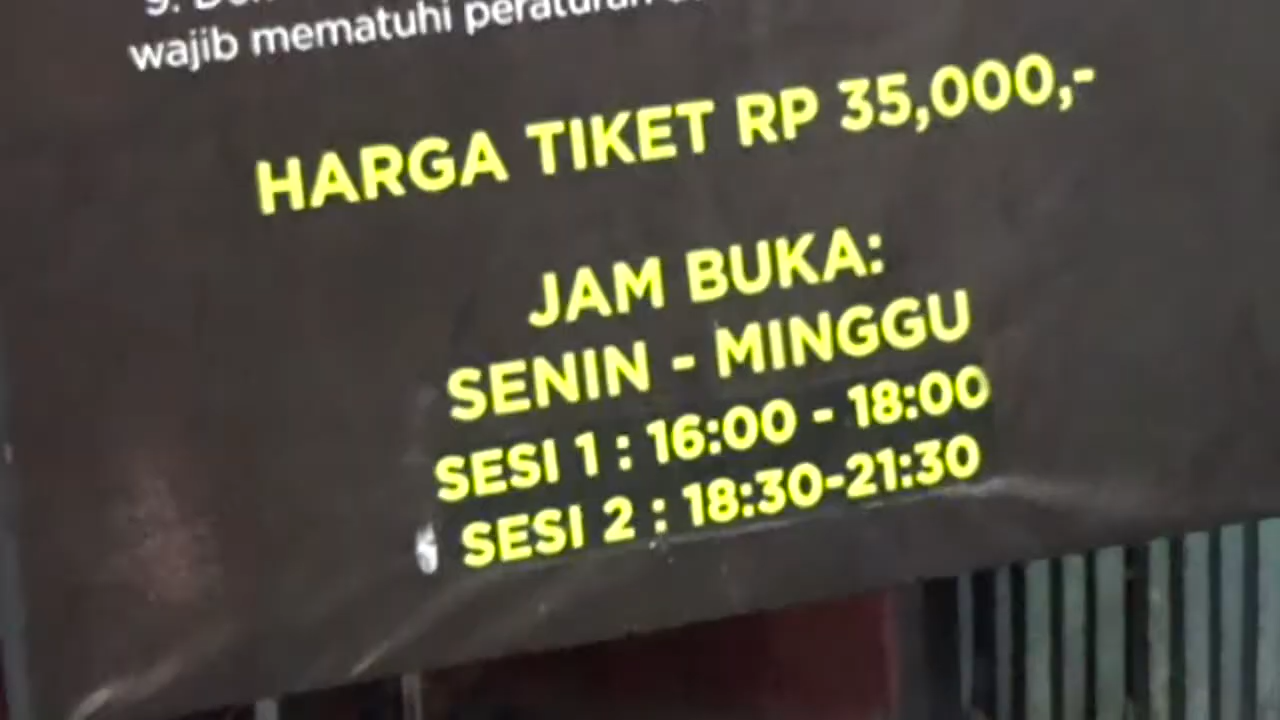 9.
wajib mematuhi peraturan
HARGA TIKET RP 35,000,-
JAM BUKA:
SENIN - MINGGU
SESI 1 : 16:00 - 18:00
SESI 2 : 18:30-21:30